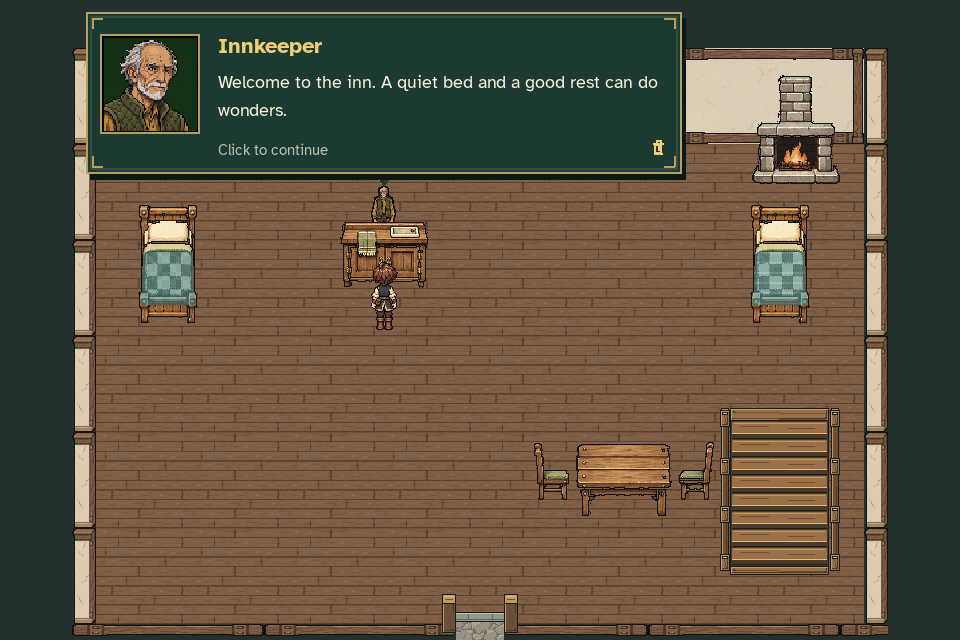 Innkeeper
Welcome to the inn. A quiet bed and a good rest can do
wonders.
Click to continue